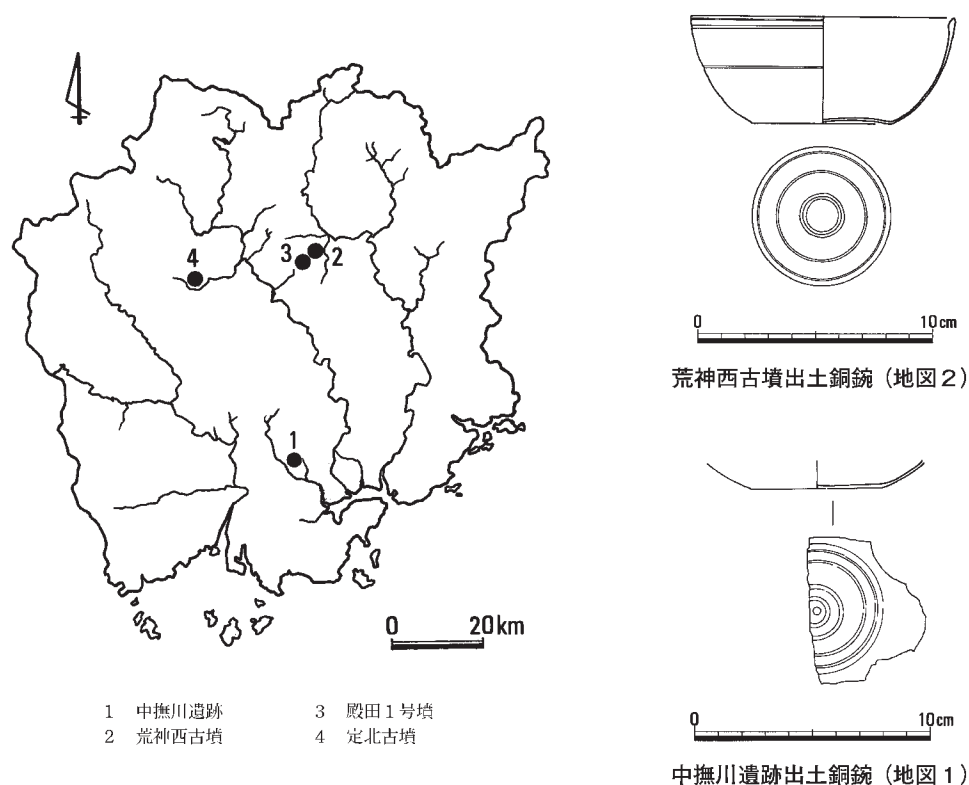 4
3
2
1
0 20km
1 中撫川遺跡
2 荒神西古墳
3 殿田1号墳
4 定北古墳
0 10cm
荒神西古墳出土銅鋺(地図2)
0 10cm
中撫川遺跡出土銅鋺(地図1)